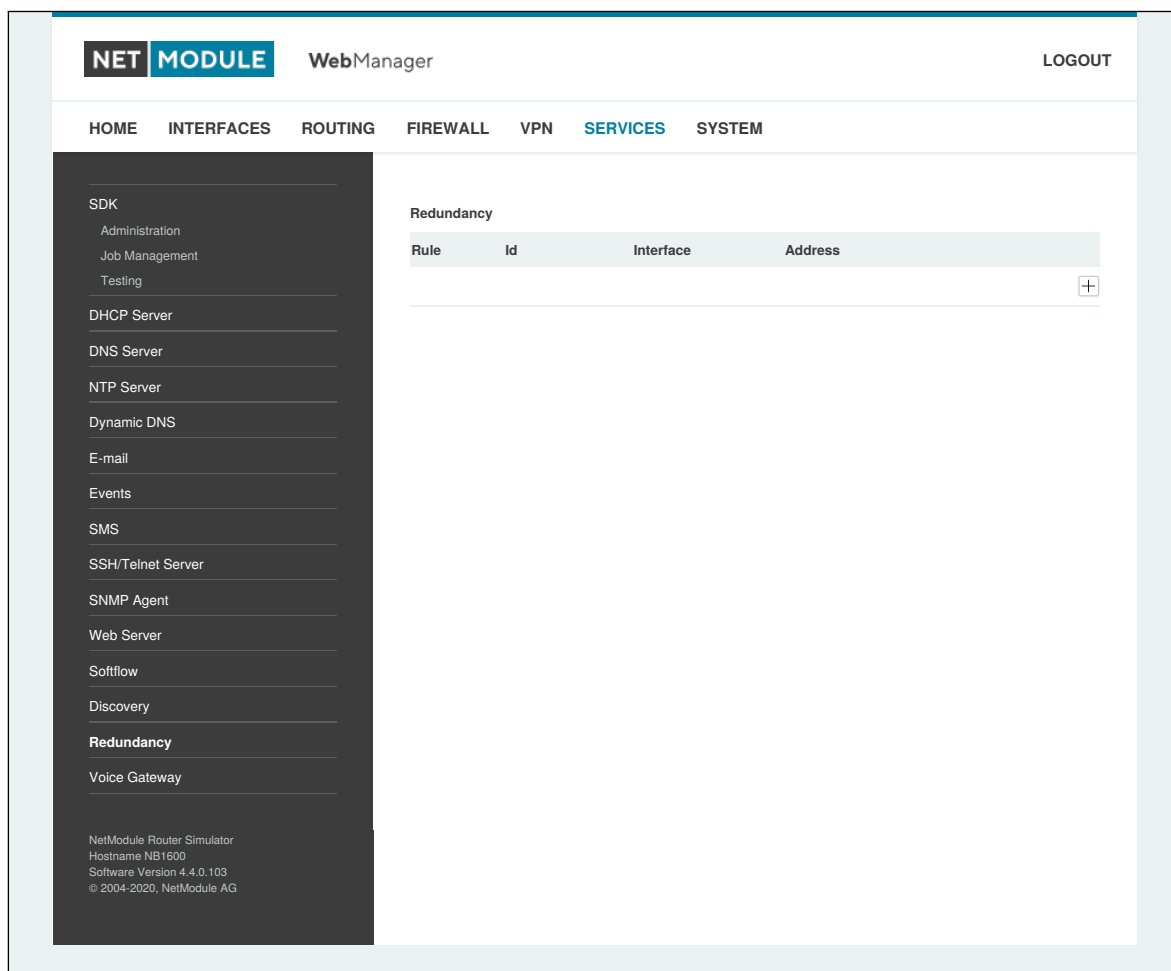 NET MODULE WebManager LOGOUT
HOME INTERFACES ROUTING FIREWALL VPN SERVICES SYSTEM
SDK
Administration
Job Management
Testing
DHCP Server
DNS Server
NTP Server
Dynamic DNS
E-mail
Events
SMS
SSH/Telnet Server
SNMP Agent
Web Server
Softflow
Discovery
Redundancy
Voice Gateway
NetModule Router Simulator
Hostname NB1600
Software Version 4.4.0.103
© 2004-2020, NetModule AG
Redundancy
Rule Id Interface Address